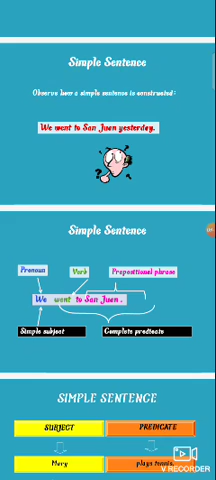 Simple Sentence
Observe how a simple sentence is constructed:
We went to San Juan yesterday.
Simple Sentence
Pronoun Verb Prepositional phrase
We went to San Juan .
Simple subject Complete predicate
SIMPLE SENTENCE
SUBJECT PREDICATE
Mary plays tennis.
V RECORDER